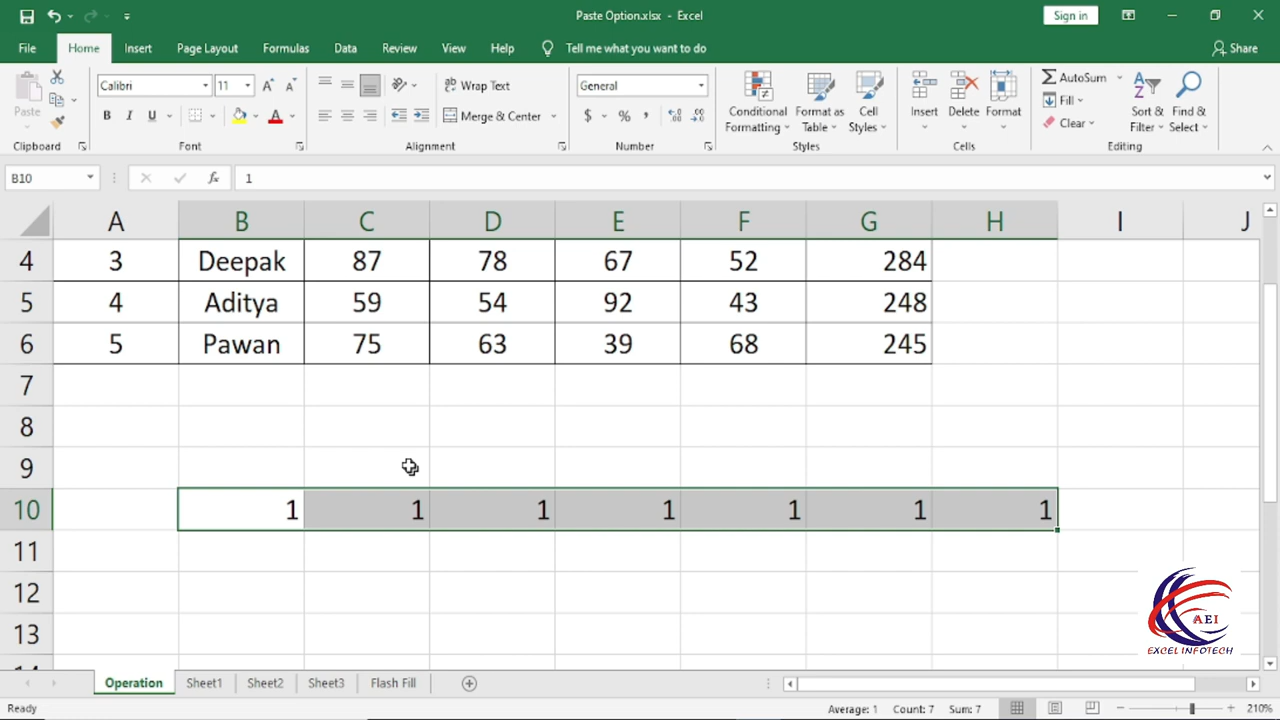 Paste Option.xlsx - Excel
Sign in
File Home Insert Page Layout Formulas Data Review View Help Tell me what you want to do Share
Calibri 11 Wrap Text General AutoSum
Paste B I U Merge & Center $ % , Conditional Formatting Format as Table Cell Styles Insert Delete Format Fill Clear Sort & Filter Find & Select
Clipboard Font Alignment Number Styles Cells Editing
B10 fx 1
A B C D E F G H I J
4 3 Deepak 87 78 67 52 284
5 4 Aditya 59 54 92 43 248
6 5 Pawan 75 63 39 68 245
7
8
9
10 1 1 1 1 1 1 1
11
12
13
AEI
EXCEL INFOTECH
Operation Sheet1 Sheet2 Sheet3 Flash Fill
Ready Average: 1 Count: 7 Sum: 7 210%